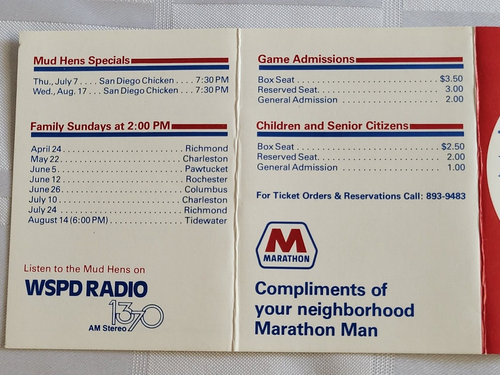 Mud Hens Specials
Thu., July 7 .... San Diego Chicken .... 7:30 PM
Wed., Aug. 17 ... San Diego Chicken .... 7:30 PM
Family Sundays at 2:00 PM
April 24 ........ Richmond
May 22 ........ Charleston
June 5 ........ Pawtucket
June 12 ........ Rochester
June 26 ........ Columbus
July 10 ........ Charleston
July 24 ........ Richmond
August 14 (6:00 PM) ........ Tidewater
Listen to the Mud Hens on
WSPD RADIO
1370
AM Stereo
Game Admissions
Box Seat ........ $3.50
Reserved Seat ........ 3.00
General Admission ........ 2.00
Children and Senior Citizens
Box Seat ........ $2.50
Reserved Seat ........ 2.00
General Admission ........ 1.00
For Ticket Orders & Reservations Call: 893-9483
M
MARATHON
Compliments of
your neighborhood
Marathon Man